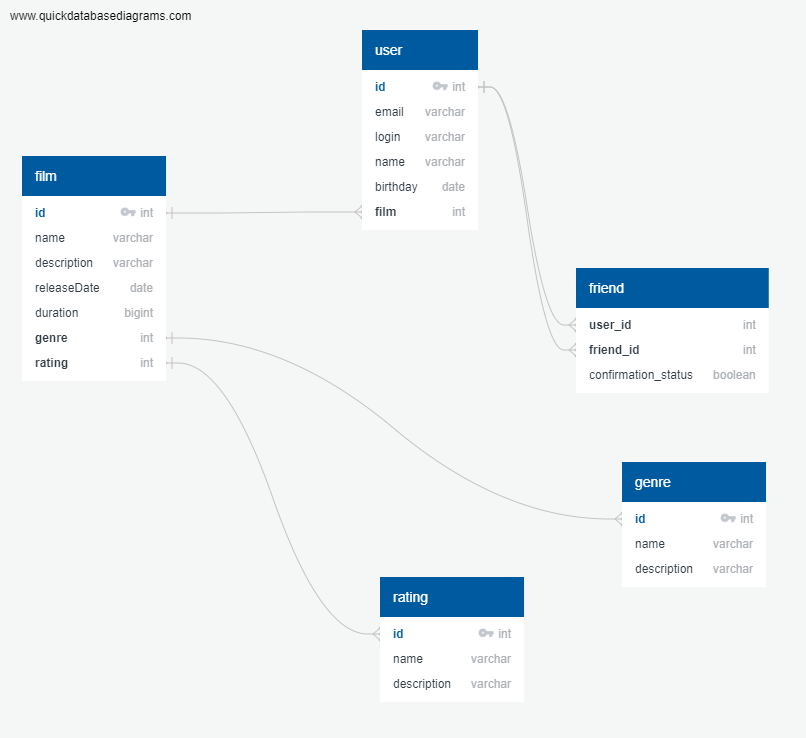 www.quickdatabasediagrams.com
user
id int
email varchar
login varchar
name varchar
birthday date
film int
film
id int
name varchar
description varchar
releaseDate date
duration bigint
genre int
rating int
friend
user_id int
friend_id int
confirmation_status boolean
genre
id int
name varchar
description varchar
rating
id int
name varchar
description varchar